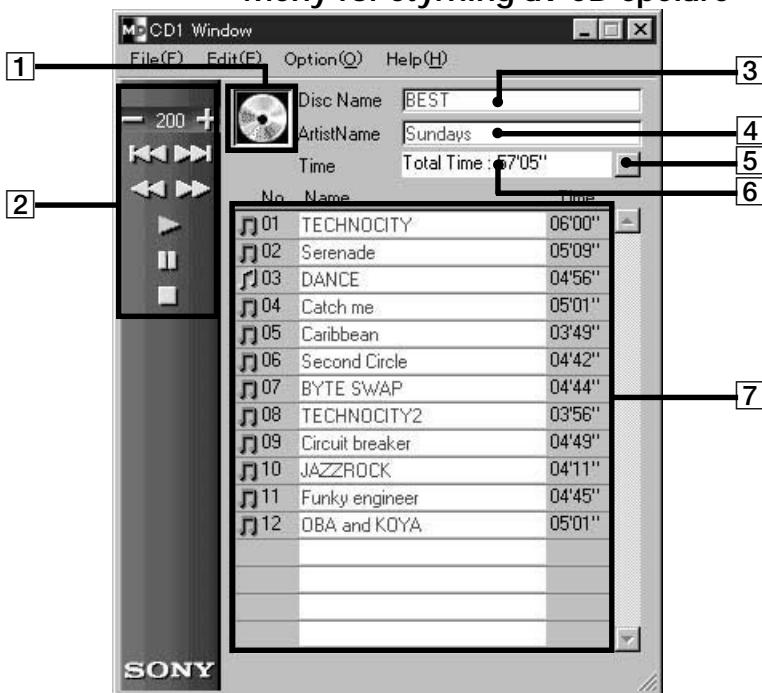 MD CD1 Window
File(F) Edit(E) Option(O) Help(H)
1
3
Disc Name BEST
200
ArtistName Sundays
4
Time Total Time : 57'05''
5
6
2
No. Name Time
01 TECHNOCITY 06'00''
02 Serenade 05'09''
03 DANCE 04'56''
04 Catch me 05'01''
05 Caribbean 03'49''
06 Second Circle 04'42''
07 BYTE SWAP 04'44''
7
08 TECHNOCITY2 03'56''
09 Circuit breaker 04'49''
10 JAZZROCK 04'11''
11 Funky engineer 04'45''
12 OBA and KOYA 05'01''
SONY